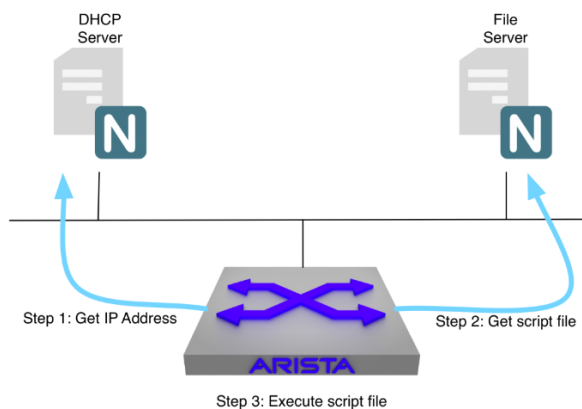 DHCP
Server
File
Server
N
N
Step 1: Get IP Address
Step 2: Get script file
ARISTA
Step 3: Execute script file